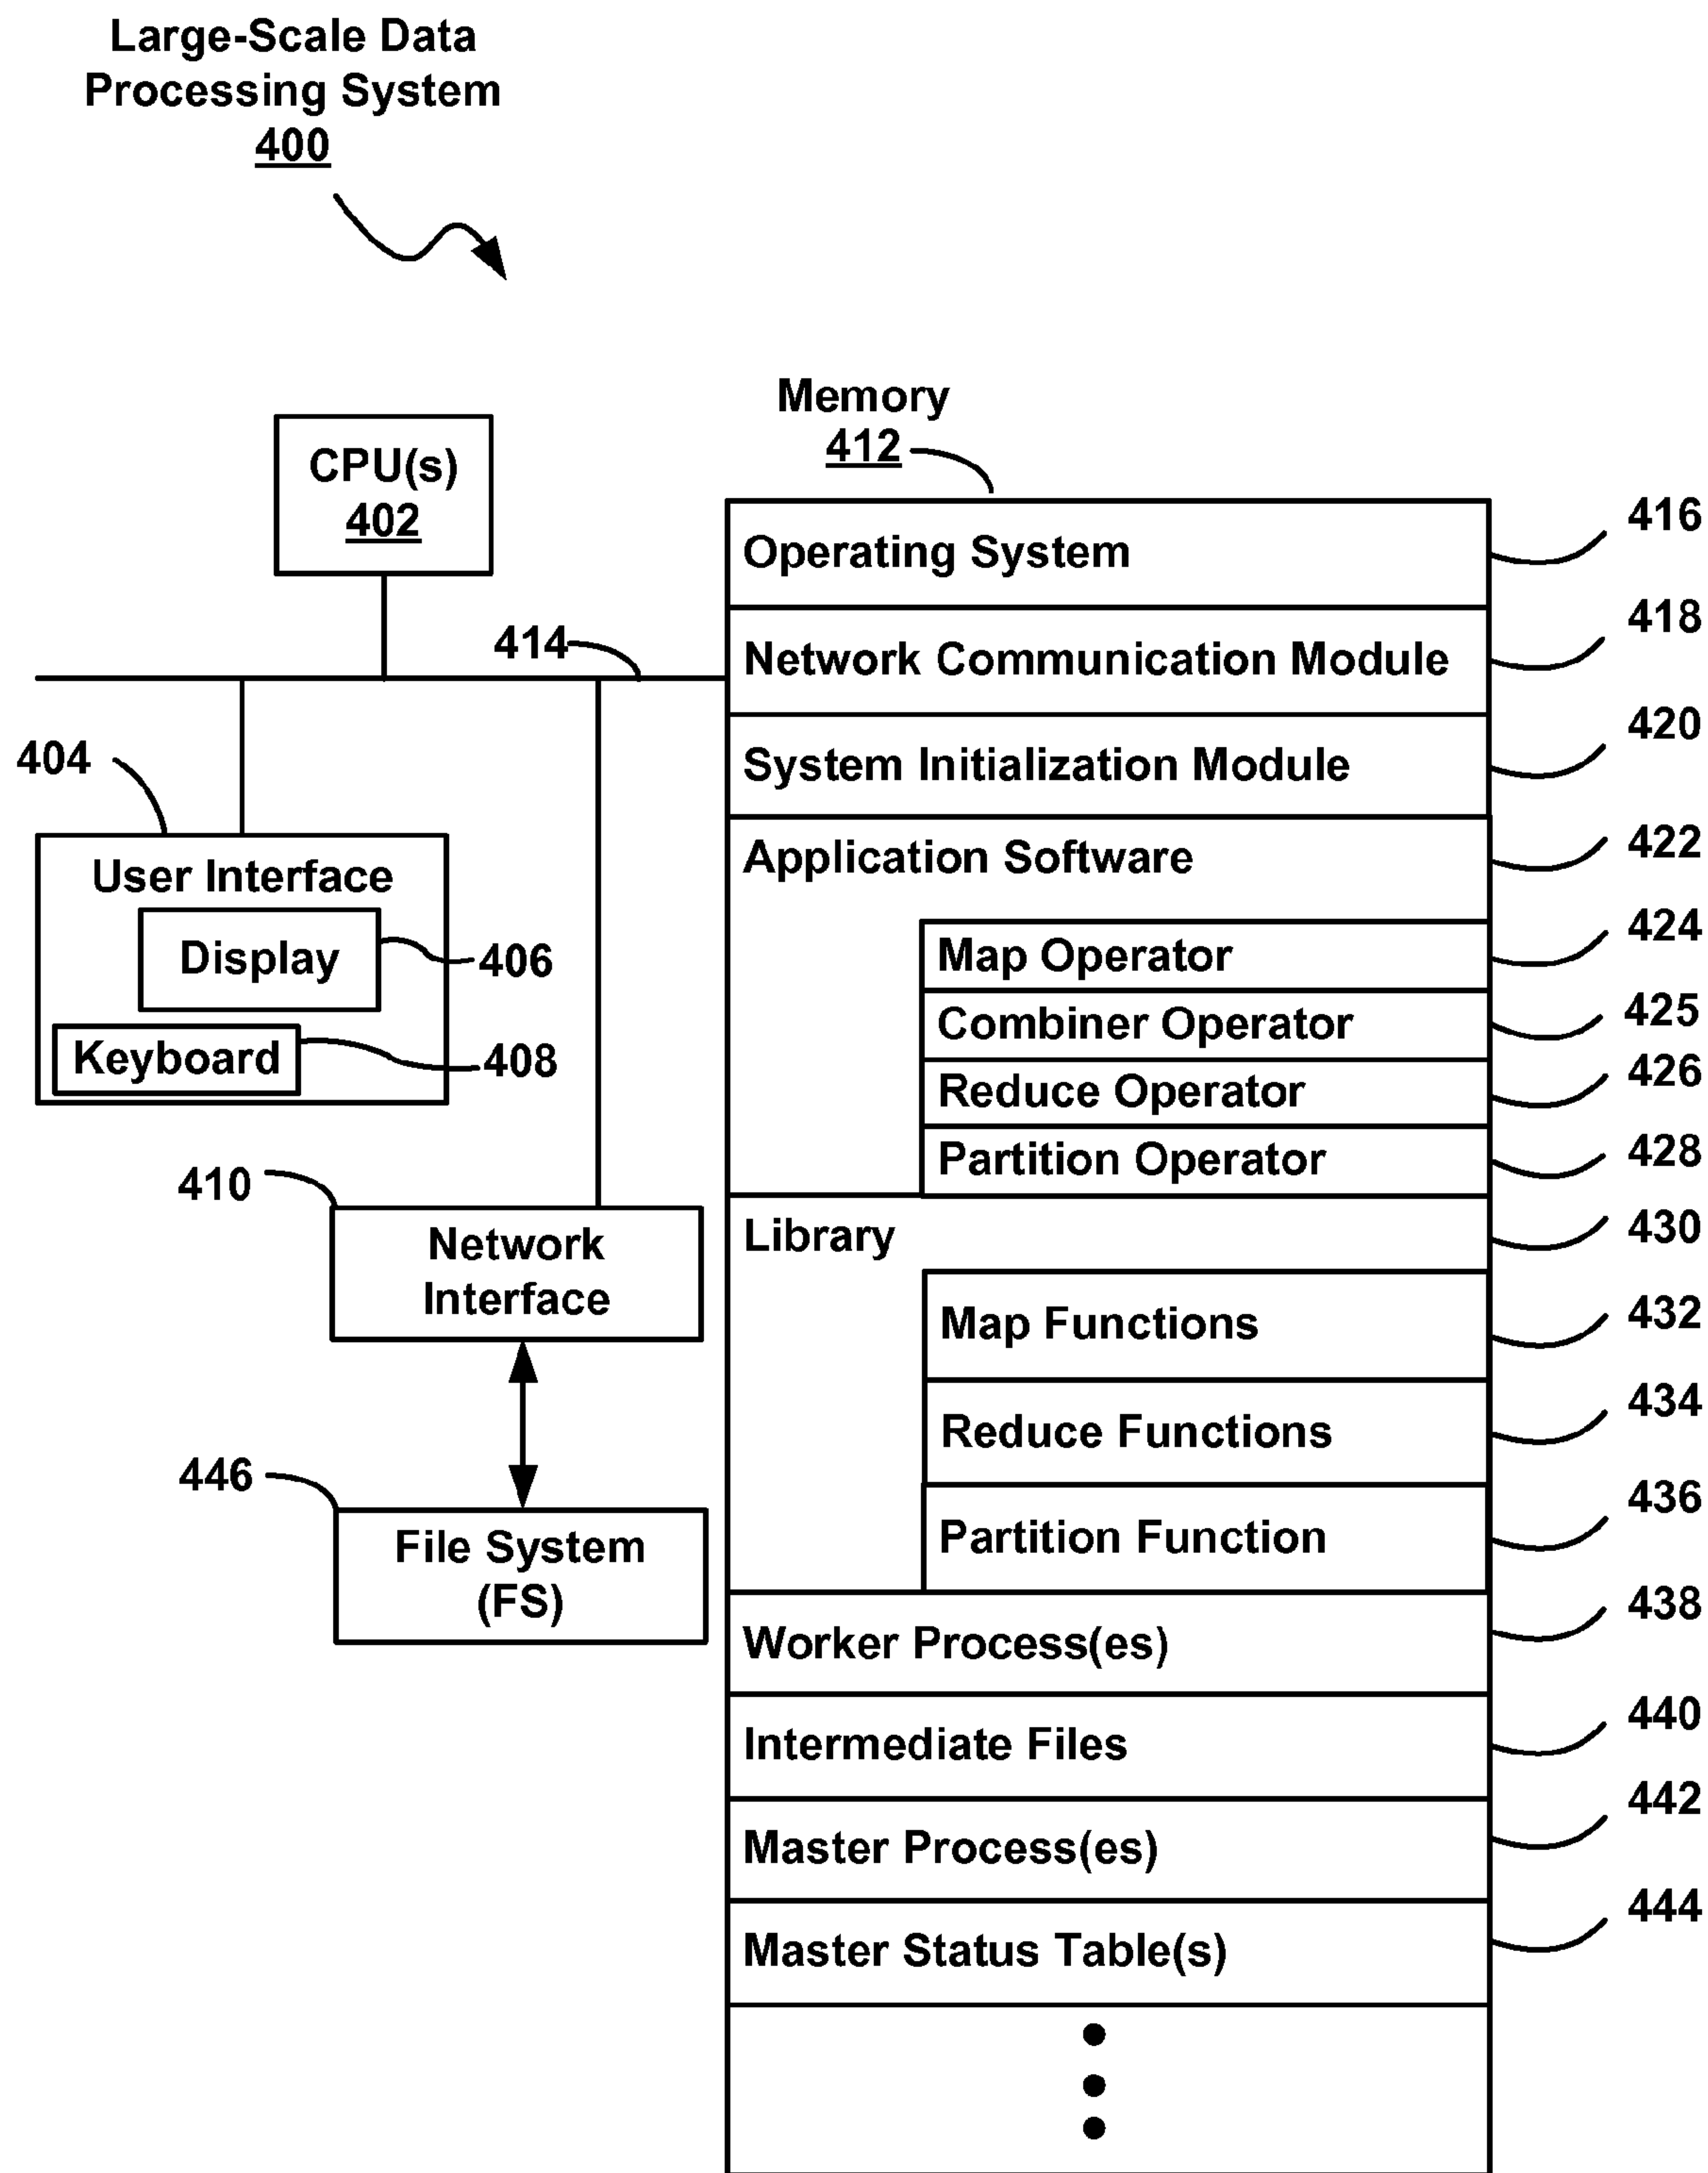 Large-Scale Data
Processing System
400
Memory
412
CPU(s)
402
414
404
User Interface
Display
406
Keyboard
408
410
Network
Interface
446
File System
(FS)
Operating System
416
Network Communication Module
418
System Initialization Module
420
Application Software
422
Map Operator
424
Combiner Operator
425
Reduce Operator
426
Partition Operator
428
Library
430
Map Functions
432
Reduce Functions
434
Partition Function
436
Worker Process(es)
438
Intermediate Files
440
Master Process(es)
442
Master Status Table(s)
444